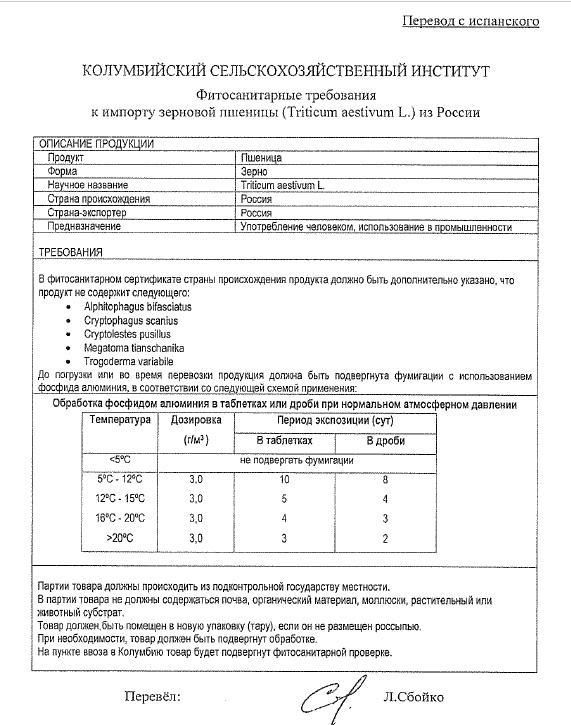 Перевод с испанского
КОЛУМБИЙСКИЙ СЕЛЬСКОХОЗЯЙСТВЕННЫЙ ИНСТИТУТ
Фитосанитарные требования
к импорту зерновой пшеницы (Triticum aestivum L.) из России
ОПИСАНИЕ ПРОДУКЦИИ
Продукт Пшеница
Форма Зерно
Научное название Triticum aestivum L.
Страна происхождения Россия
Страна-экспортер Россия
Предназначение Употребление человеком, использование в промышленности
ТРЕБОВАНИЯ
В фитосанитарном сертификате страны происхождения продукта должно быть дополнительно указано, что
продукт не содержит следующего:
• Alphitophagus bifasciatus
• Cryptophagus scanius
• Cryptolestes pusillus
• Megatoma tianschanika
• Trogoderma variabile
До погрузки или во время перевозки продукция должна быть подвергнута фумигации с использованием
фосфида алюминия, в соответствии со следующей схемой применения:
Обработка фосфидом алюминия в таблетках или дроби при нормальном атмосферном давлении
Температура Дозировка (г/м³) Период экспозиции (сут)
В таблетках В дроби
<5ºC не подвергать фумигации
5ºC - 12ºC 3,0 10 8
12ºC - 15ºC 3,0 5 4
16ºC - 20ºC 3,0 4 3
>20ºC 3,0 3 2
Партии товара должны происходить из подконтрольной государству местности.
В партии товара не должны содержаться почва, органический материал, моллюски, растительный или
животный субстрат.
Товар должен быть помещен в новую упаковку (тару), если он не размещен россыпью.
При необходимости, товар должен быть подвергнут обработке.
На пункте ввоза в Колумбию товар будет подвергнут фитосанитарной проверке.
Перевёл: Л.Сбойко